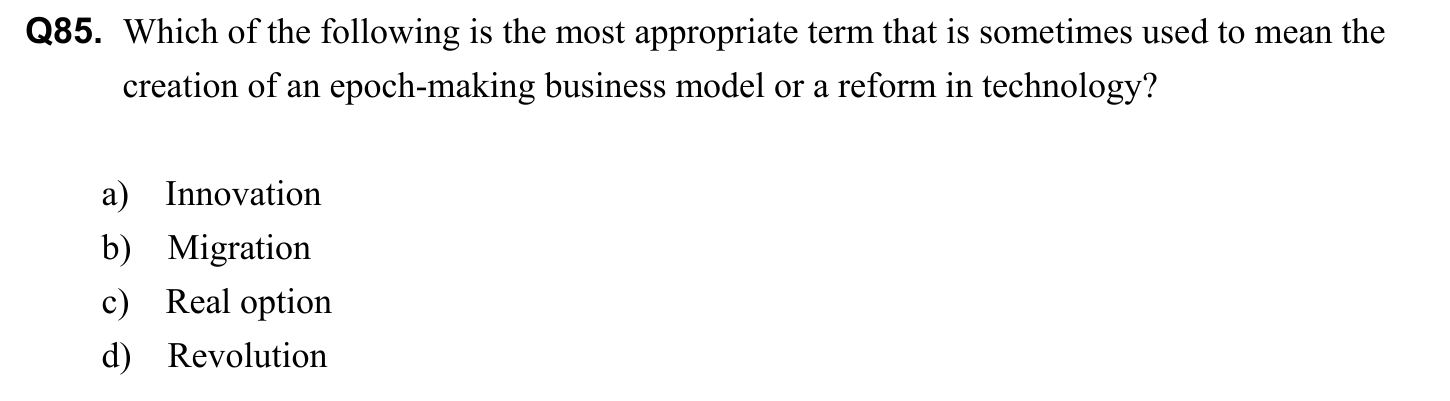 Q85. Which of the following is the most appropriate term that is sometimes used to mean the
creation of an epoch-making business model or a reform in technology?
a) Innovation
b) Migration
c) Real option
d) Revolution